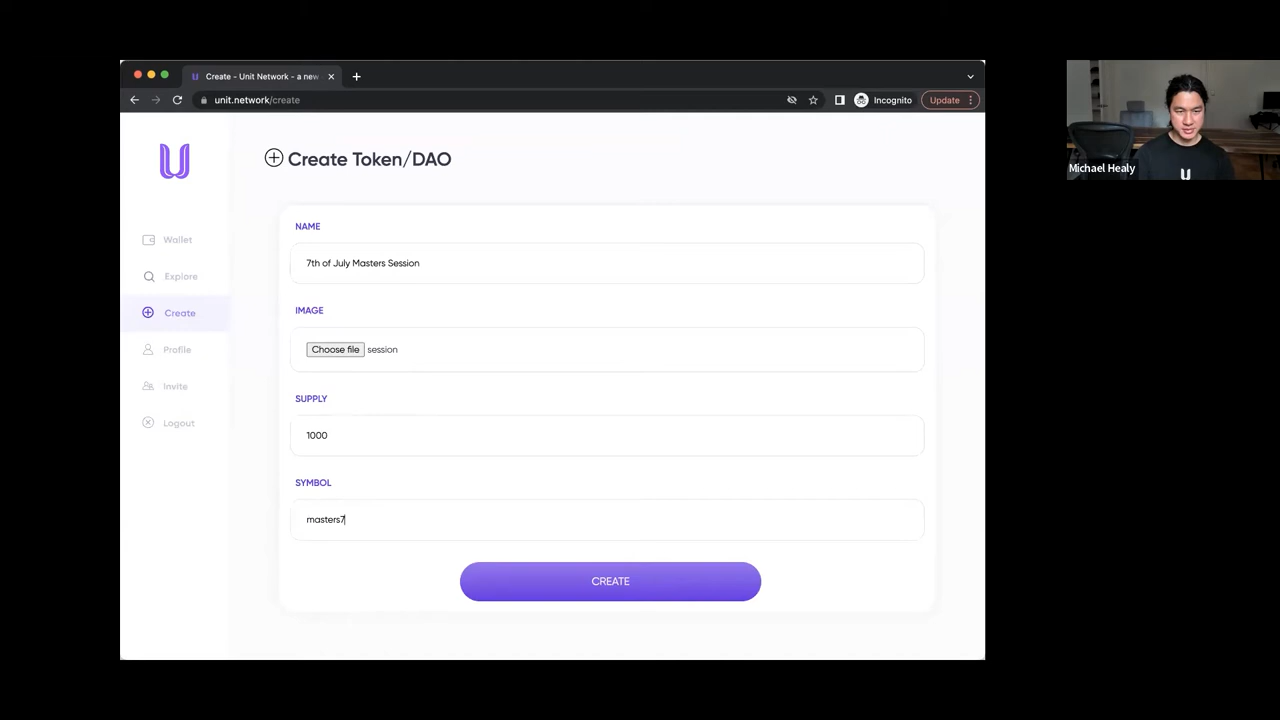 Create - Unit Network - a new
unit.network/create
Incognito
Update
Create Token/DAO
Wallet
Explore
Create
Profile
Invite
Logout
NAME
7th of July Masters Session
IMAGE
Choose file session
SUPPLY
1000
SYMBOL
masters7
CREATE
Michael Healy